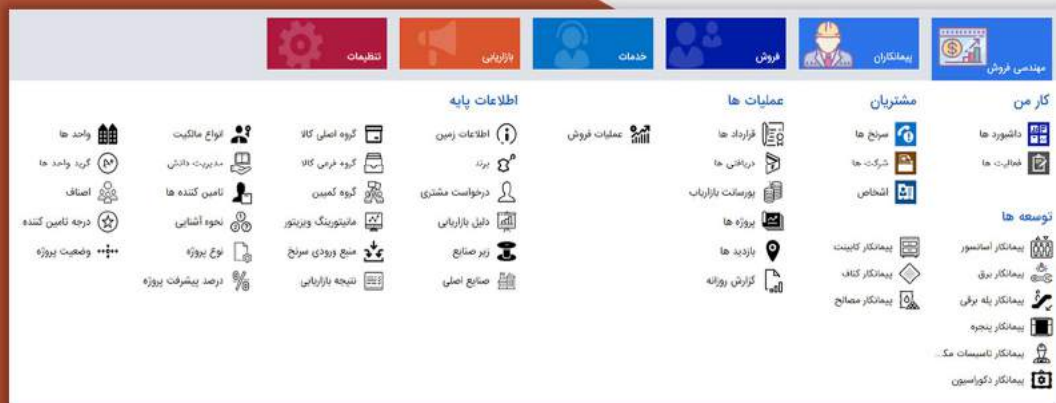 مهندسی فروش
پیمانکاران
فروش
خدمات
بازاریابی
تنظیمات
کار من
داشبورد ها
فعالیت ها
توسعه ها
پیمانکار آسانسور
پیمانکار برق
پیمانکار پله برقی
پیمانکار پنجره
پیمانکار تاسیسات مک...
پیمانکار دکوراسیون
مشتریان
سرنخ ها
شرکت ها
اشخاص
پیمانکار کابینت
پیمانکار کناف
پیمانکار مصالح
عملیات ها
قرارداد ها
دریافتی ها
پورسانت بازاریاب
پروژه ها
بازدید ها
گزارش روزانه
عملیات فروش
اطلاعات پایه
اطلاعات زمین
برند
درخواست مشتری
دلیل بازاریابی
زیر صنایع
صنایع اصلی
گروه اصلی کالا
گروه فرعی کالا
گروه کمپین
مانیتورینگ ویزیتور
منبع ورودی سرنخ
نتیجه بازاریابی
انواع مالکیت
مدیریت دانش
تامین کننده ها
نحوه آشنایی
نوع پروژه
درصد پیشرفت پروژه
واحد ها
گرید واحد ها
اصناف
درجه تامین کننده
وضعیت پروژه